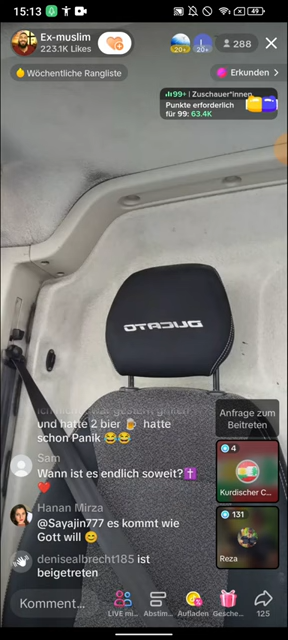 15:13
49
Ex-muslim
223.1K Likes
20+
20+
288
Wöchentliche Rangliste
Erkunden >
99+ | Zuschauer*innen
Punkte erforderlich
für 99: 63.4K
DUCATO
und hatte 2 bier 🍺 hatte
schon Panik 😂😂
Sam
Wann ist es endlich soweit?✝️
❤️
Hanan Mirza
@Sayajin777 es kommt wie
Gott will 😊
denisealbrecht185 ist
beigetreten
Anfrage zum
Beitreten
4
Kurdischer C...
131
Reza
Kommentar...
LIVE mi...
Abstim...
Aufladen
Gesche...
125